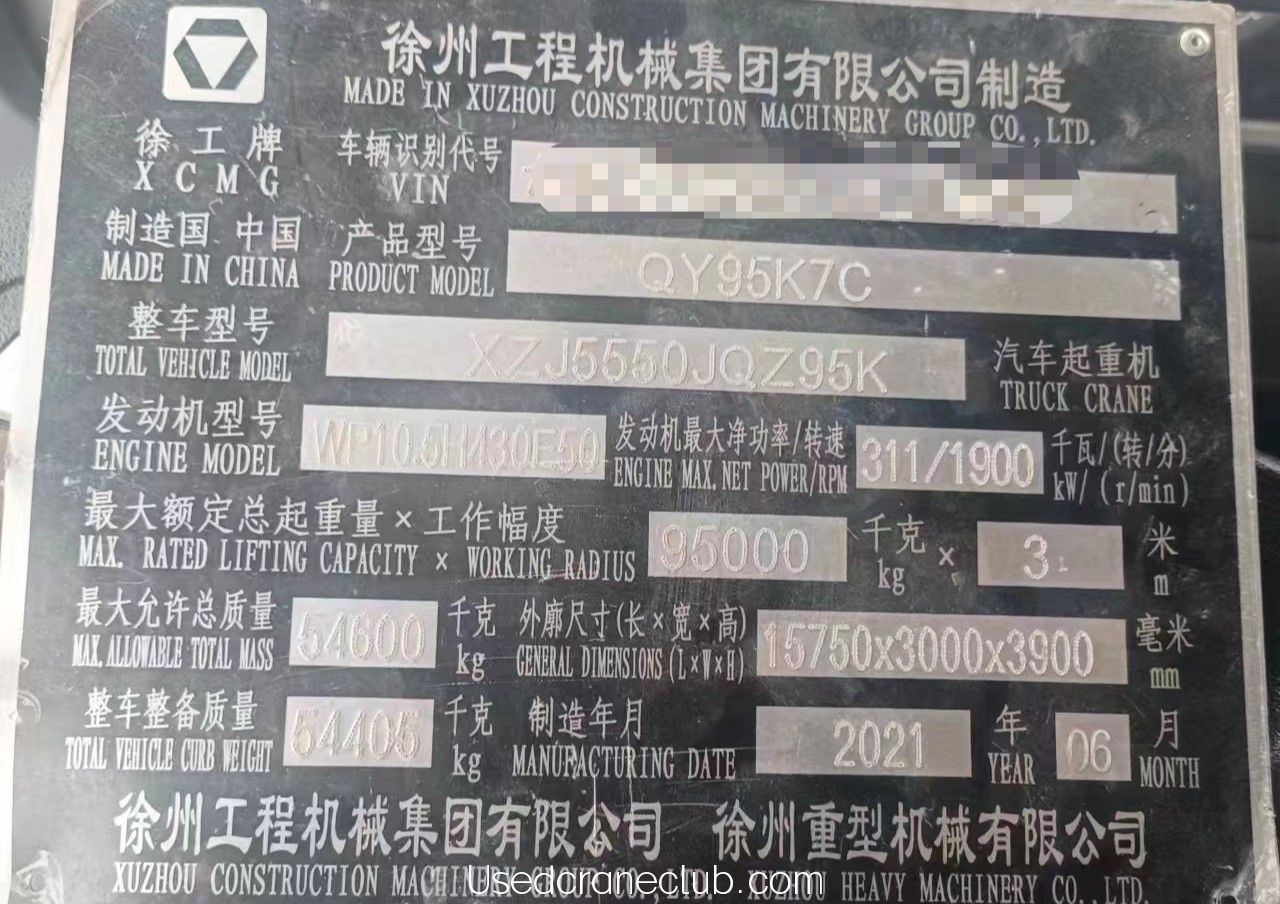 徐州工程机械集团有限公司制造
MADE IN XUZHOU CONSTRUCTION MACHINERY GROUP CO.,LTD.
徐工牌 车辆识别代号
XCMG VIN
制造国 中国 产品型号 QY95K7C
MADE IN CHINA PRODUCT MODEL
整车型号 XZJ5550JQZ95K 汽车起重机
TOTAL VEHICLE MODEL TRUCK CRANE
发动机型号 WP10.5H430E50 发动机最大净功率/转速 311/1900 千瓦/(转/分)
ENGINE MODEL ENGINE MAX.NET POWER/RPM kW/(r/min)
最大额定总起重量×工作幅度 95000 千克 × 3 米
MAX. RATED LIFTING CAPACITY × WORKING RADIUS kg m
最大允许总质量 54600 千克 外廓尺寸(长×宽×高) 15750x3000x3900 毫米
MAX.ALLOWABLE TOTAL MASS kg GENERAL DIMENSIONS(L×W×H) mm
整车整备质量 54405 千克 制造年月 2021 年 06 月
TOTAL VEHICLE CURB WEIGHT kg MANUFACTURING DATE YEAR MONTH
徐州工程机械集团有限公司 徐州重型机械有限公司
XUZHOU CONSTRUCTION MACHINERY GROUP CO.,LTD. XUZHOU HEAVY MACHINERY CO.,LTD.
Usedcraneclub.com